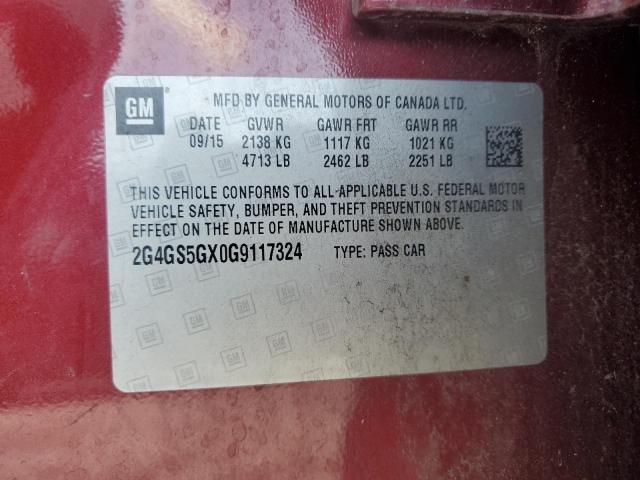 GM MFD BY GENERAL MOTORS OF CANADA LTD.
DATE GVWR GAWR FRT GAWR RR
09/15 2138 KG 1117 KG 1021 KG
4713 LB 2462 LB 2251 LB
THIS VEHICLE CONFORMS TO ALL-APPLICABLE U.S. FEDERAL MOTOR
VEHICLE SAFETY, BUMPER, AND THEFT PREVENTION STANDARDS IN
EFFECT ON THE DATE OF MANUFACTURE SHOWN ABOVE.
2G4GS5GX0G9117324 TYPE: PASS CAR